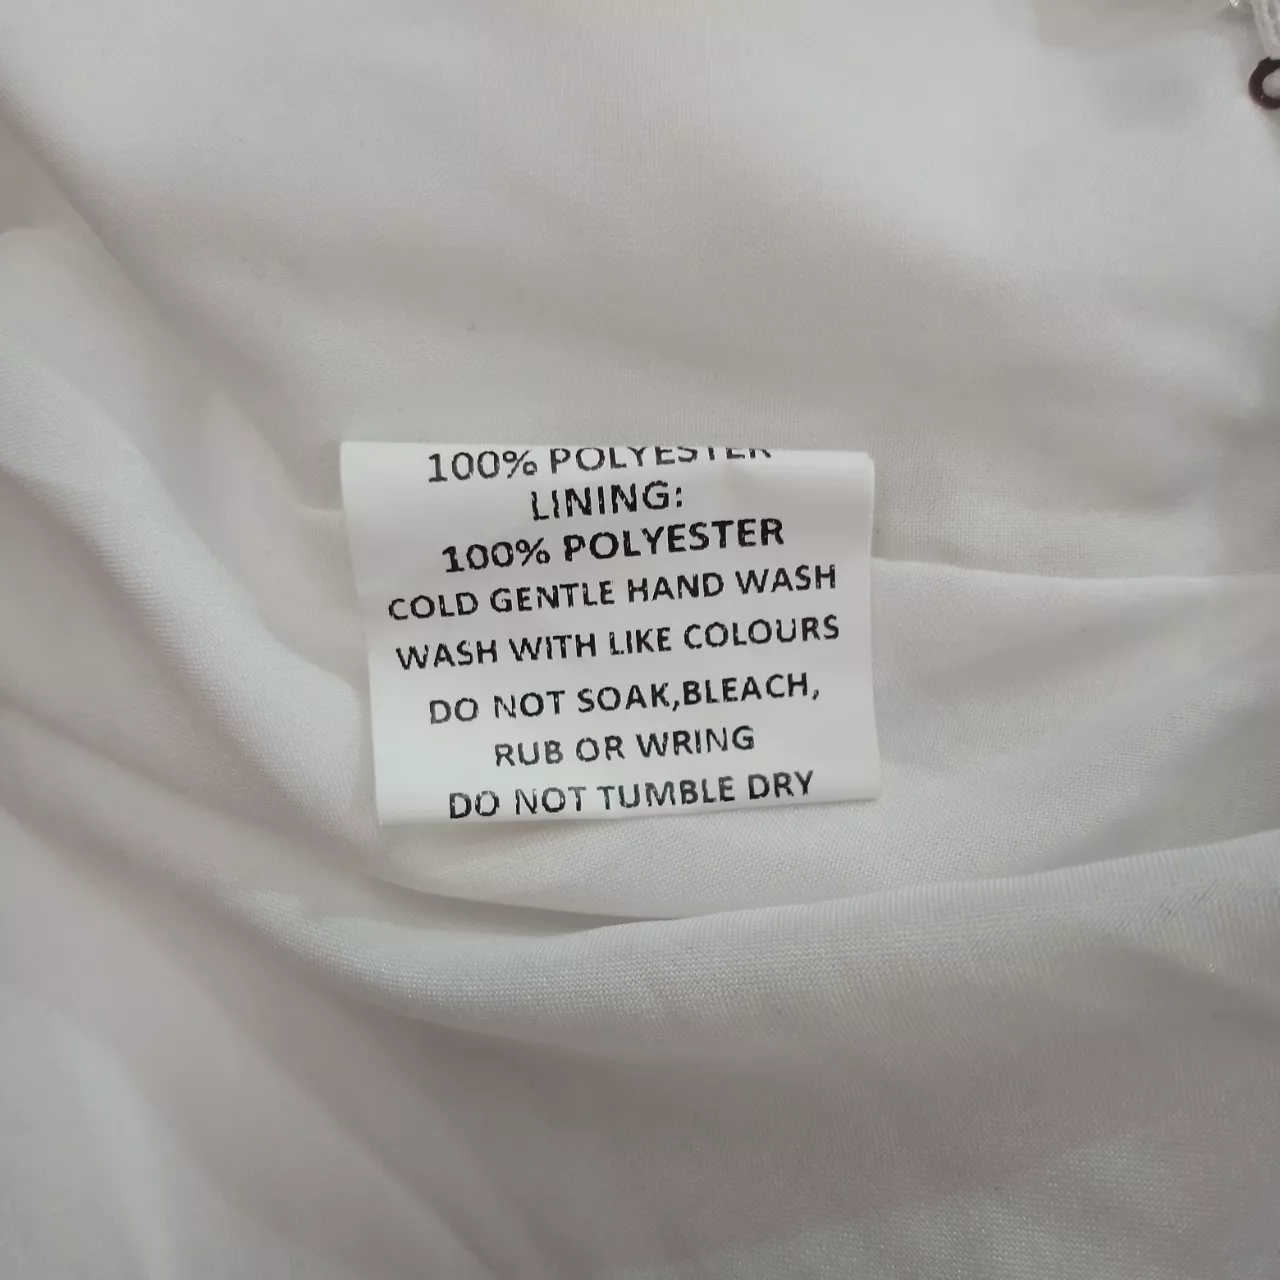 100% POLYESTER
LINING:
100% POLYESTER
COLD GENTLE HAND WASH
WASH WITH LIKE COLOURS
DO NOT SOAK,BLEACH,
RUB OR WRING
DO NOT TUMBLE DRY